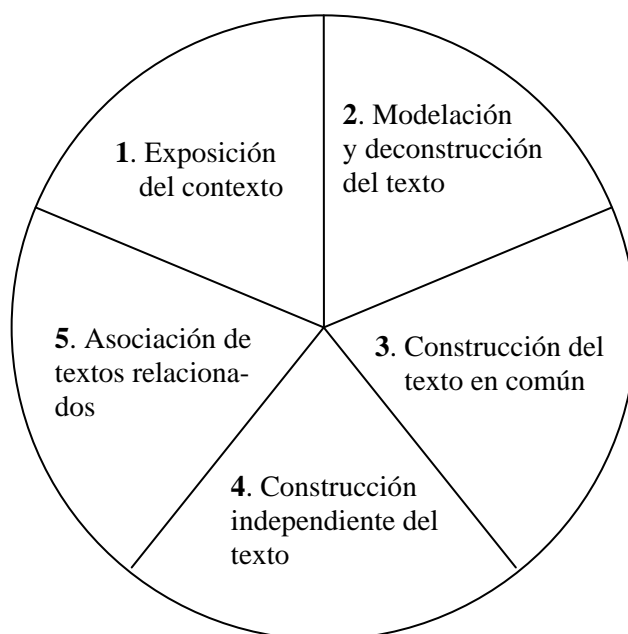 1. Exposición
del contexto
2. Modelación
y deconstrucción
del texto
3. Construcción del
texto en común
4. Construcción
independiente del
texto
5. Asociación de
textos relaciona-
dos